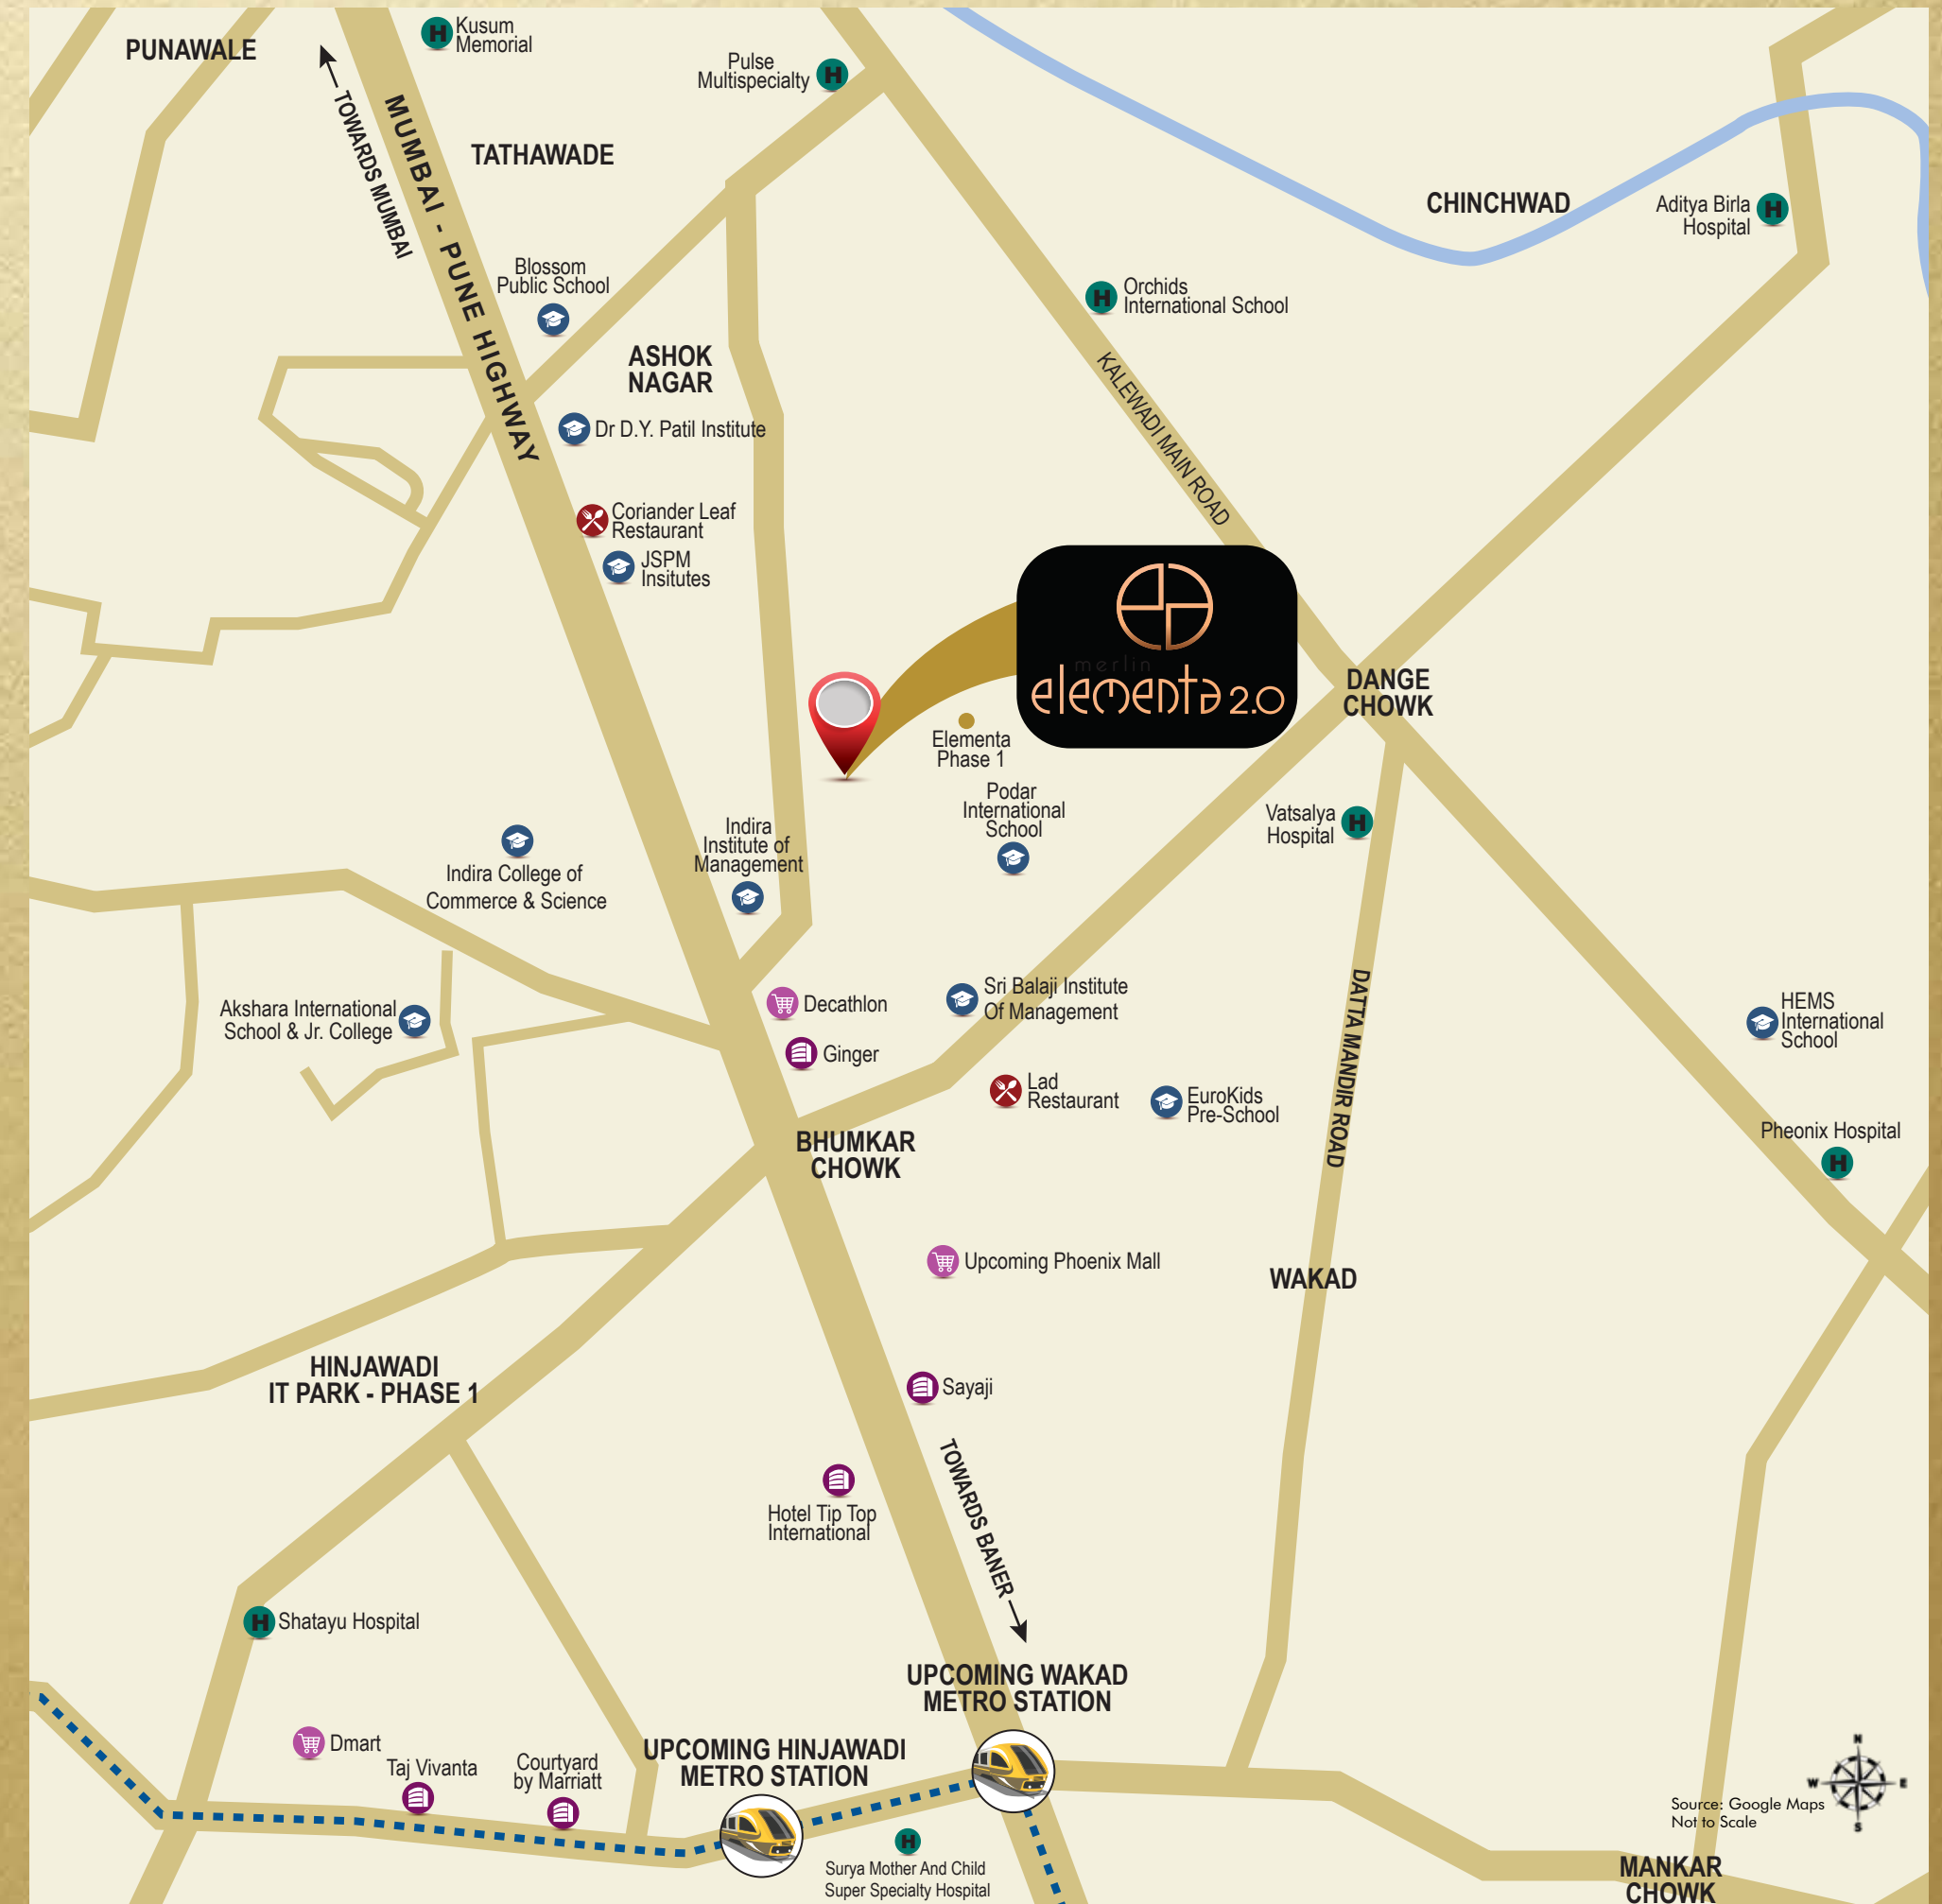 Kusum
Memorial
PUNAWALE
TOWARDS MUMBAI
MUMBAI - PUNE HIGHWAY
Pulse
Multispecialty
TATHAWADE
CHINCHWAD
Aditya Birla
Hospital
Blossom
Public School
Orchids
International School
ASHOK
NAGAR
KALEWADI MAIN ROAD
Dr D.Y. Patil Institute
Coriander Leaf
Restaurant
JSPM
Insitutes
merlin
elementa 2.0
DANGE
CHOWK
Elementa
Phase 1
Podar
International
School
Vatsalya
Hospital
Indira
Institute of
Management
Indira College of
Commerce & Science
Sri Balaji Institute
Of Management
DATTA MANDIR ROAD
Akshara International
School & Jr. College
Decathlon
HEMS
International
School
Ginger
Lad
Restaurant
EuroKids
Pre-School
Pheonix Hospital
BHUMKAR
CHOWK
Upcoming Phoenix Mall
WAKAD
HINJAWADI
IT PARK - PHASE 1
Sayaji
TOWARDS BANER
Hotel Tip Top
International
Shatayu Hospital
UPCOMING WAKAD
METRO STATION
Dmart
Taj Vivanta
Courtyard
by Marriatt
UPCOMING HINJAWADI
METRO STATION
N
W
E
S
Source: Google Maps
Not to Scale
Surya Mother And Child
Super Specialty Hospital
MANKAR
CHOWK